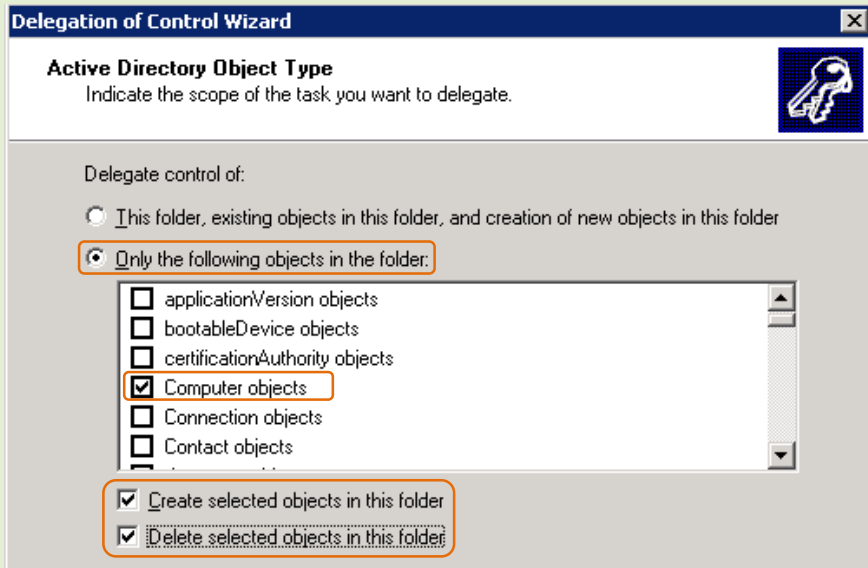 Delegation of Control Wizard
Active Directory Object Type
Indicate the scope of the task you want to delegate.
Delegate control of:
This folder, existing objects in this folder, and creation of new objects in this folder
Only the following objects in the folder:
applicationVersion objects
bootableDevice objects
certificationAuthority objects
Computer objects
Connection objects
Contact objects
Create selected objects in this folder
Delete selected objects in this folder